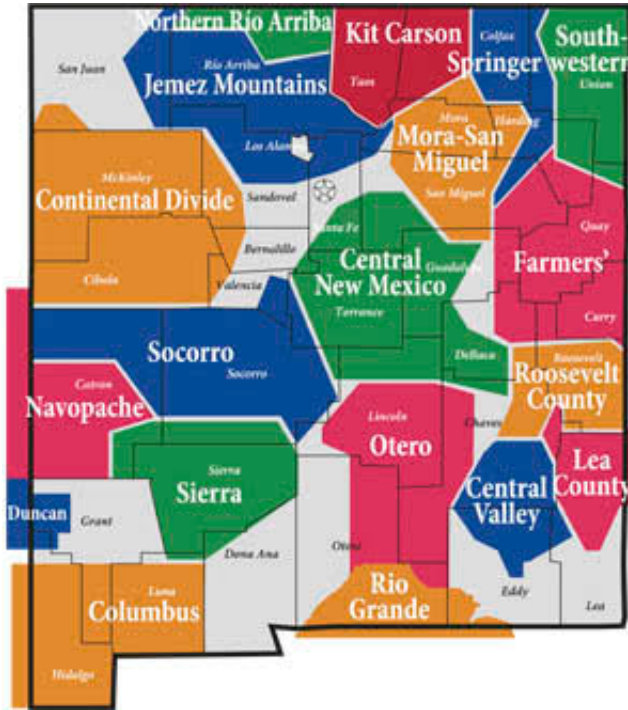 Northern Río Arriba
Kit Carson
Colfax
Springer
South-
western
Union
San Juan
Río Arriba
Jemez Mountains
Taos
Mora
Harding
Mora-San
Miguel
Los Alamos
San Miguel
McKinley
Continental Divide
Sandoval
Santa Fe
Quay
Bernalillo
Central
New Mexico
Guadalupe
Farmers'
Cibola
Valencia
Torrance
Curry
Socorro
Socorro
DeBaca
Roosevelt
Roosevelt
County
Catron
Navopache
Lincoln
Otero
Chaves
Lea
County
Sierra
Sierra
Central
Valley
Duncan
Grant
Dona Ana
Otero
Rio
Grande
Eddy
Lea
Luna
Columbus
Hidalgo